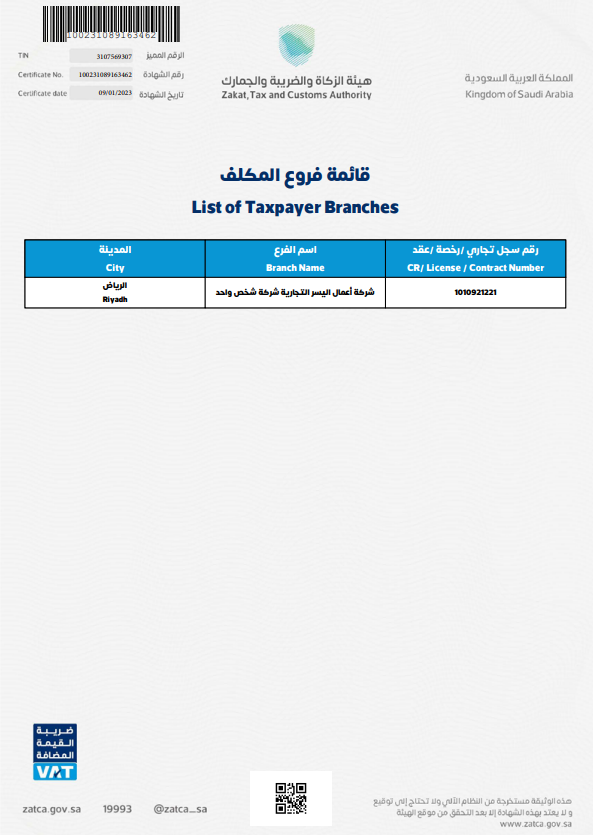 100231089163462
TIN 3107569307 الرقم المميز
Certificate No. 100231089163462 رقم الشهادة
Certificate date 09/01/2023 تاريخ الشهادة
هيئة الزكاة والضريبة والجمارك
Zakat, Tax and Customs Authority
المملكة العربية السعودية
Kingdom of Saudi Arabia
قائمة فروع المكلف
List of Taxpayer Branches
المدينة اسم الفرع رقم سجل تجاري /رخصة /عقد
City Branch Name CR/ License / Contract Number
الرياض
Riyadh
شركة أعمال اليسر التجارية شركة شخص واحد
1010921221
ضريبة
القيمة
المضافة
VAT
zatca.gov.sa 19993 @zatca_sa
هذه الوثيقة مستخرجة من النظام الآلي ولا تحتاج إلى توقيع
و لا يعتد بهذه الشهادة إلا بعد التحقق من موقع الهيئة
www.zatca.gov.sa